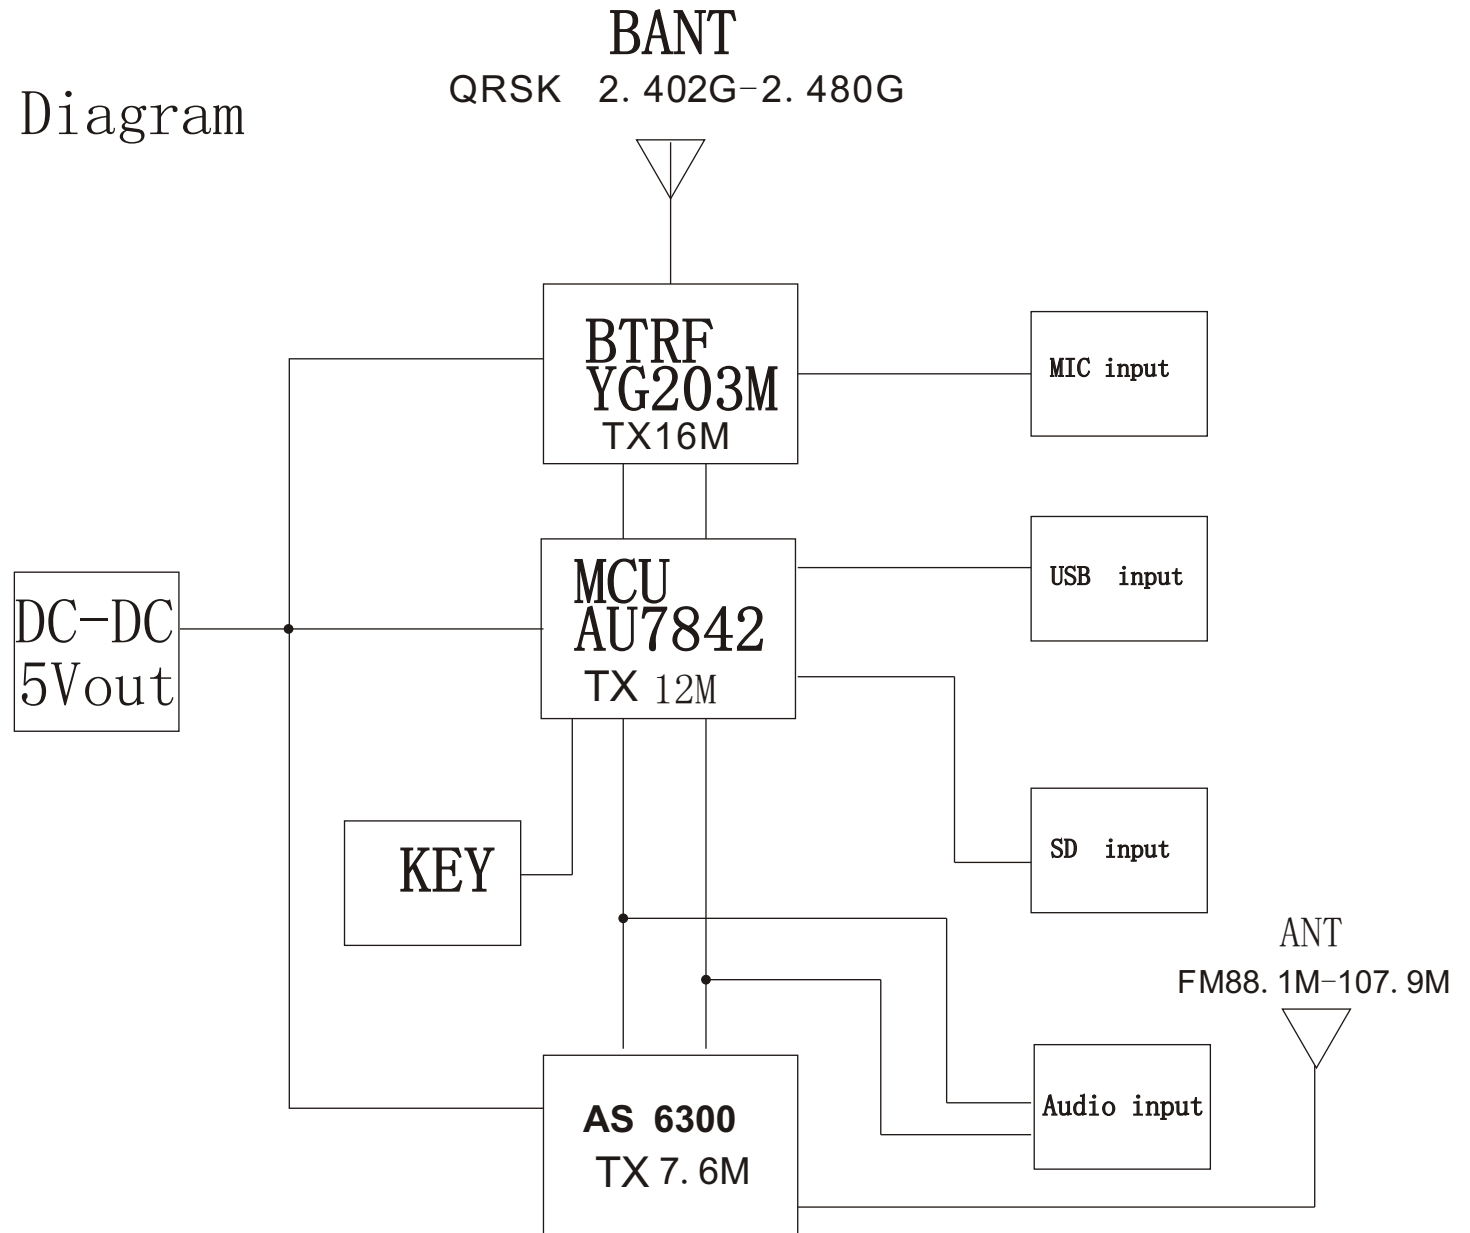 BANT
QRSK 2. 402G-2. 480G
Diagram
BTRF
YG203M
TX16M
MIC input
MCU
AU7842
TX 12M
USB input
DC-DC
5Vout
KEY
SD input
ANT
FM88. 1M-107. 9M
Audio input
AS 6300
TX 7. 6M